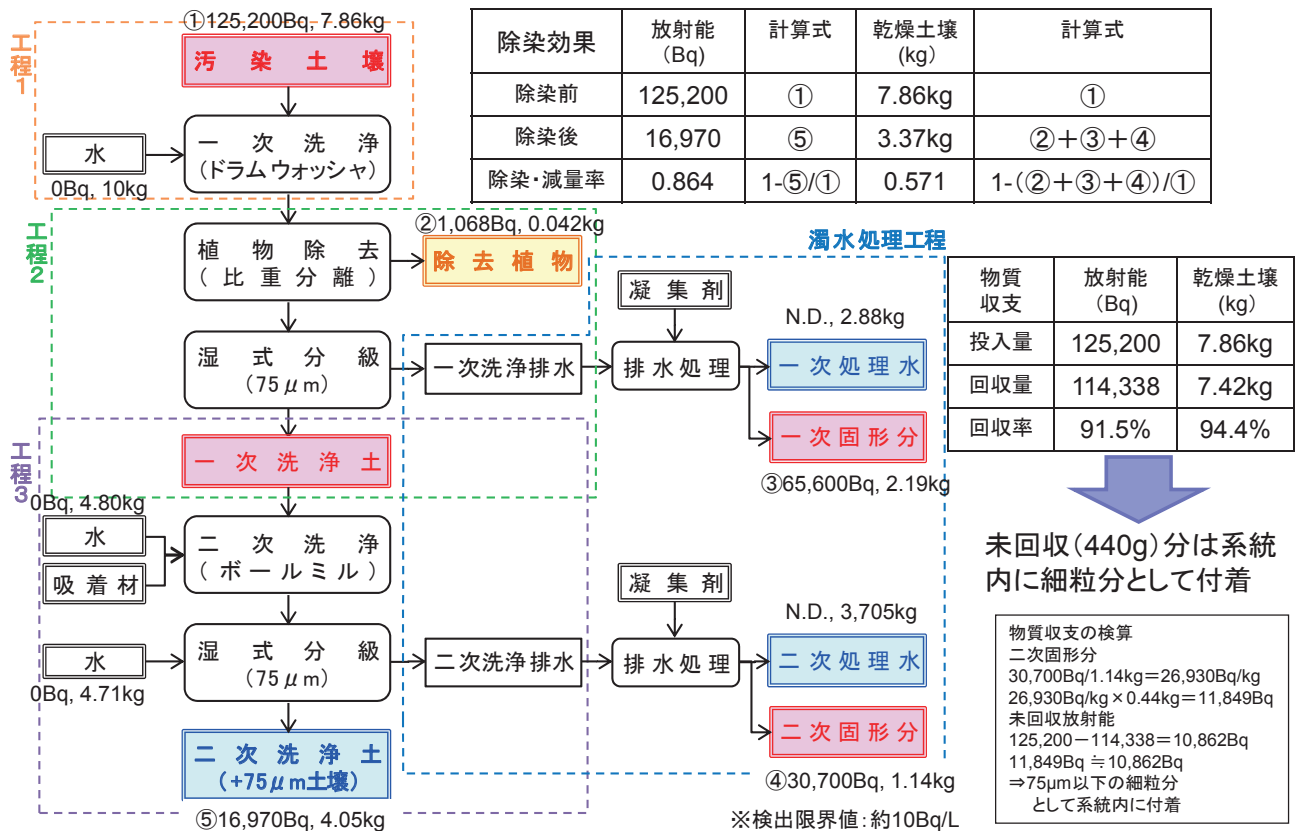 ①125,200Bq, 7.86kg
工程1
汚染土壌
水
0Bq, 10kg
一次洗浄
(ドラムウォッシャ)
除染効果 放射能(Bq) 計算式 乾燥土壌(kg) 計算式
除染前 125,200 ① 7.86kg ①
除染後 16,970 ⑤ 3.37kg ②+③+④
除染・減量率 0.864 1-⑤/① 0.571 1-(②+③+④)/①
工程2
植物除去
(比重分離)
②1,068Bq, 0.042kg
除去植物
湿式分級
(75μm)
一次洗浄土
濁水処理工程
凝集剤
一次洗浄排水
排水処理
N.D., 2.88kg
一次処理水
一次固形分
③65,600Bq, 2.19kg
物質収支 放射能(Bq) 乾燥土壌(kg)
投入量 125,200 7.86kg
回収量 114,338 7.42kg
回収率 91.5% 94.4%
未回収(440g)分は系統
内に細粒分として付着
工程3
0Bq, 4.80kg
水
吸着材
二次洗浄
(ボールミル)
水
0Bq, 4.71kg
湿式分級
(75μm)
二次洗浄土
(+75μm土壌)
⑤16,970Bq, 4.05kg
凝集剤
二次洗浄排水
排水処理
N.D., 3,705kg
二次処理水
二次固形分
④30,700Bq, 1.14kg
※検出限界値:約10Bq/L
物質収支の検算
二次固形分
30,700Bq/1.14kg=26,930Bq/kg
26,930Bq/kg×0.44kg=11,849Bq
未回収放射能
125,200-114,338=10,862Bq
11,849Bq ≒10,862Bq
⇒75μm以下の細粒分
として系統内に付着